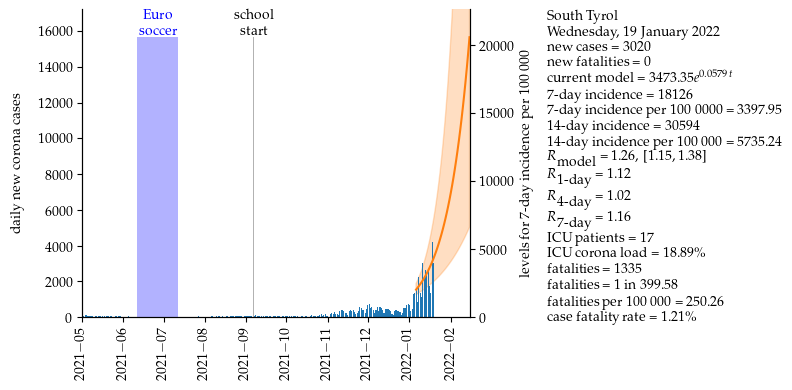 Euro
soccer
school
start
daily new corona cases
16000
14000
12000
10000
8000
6000
4000
2000
0
2021−05
2021−06
2021−07
2021−08
2021−09
2021−10
2021−11
2021−12
2022−01
2022−02
20000
15000
10000
5000
0
levels for 7-day incidence per 100 000
South Tyrol
Wednesday, 19 January 2022
new cases = 3020
new fatalities = 0
current model = 3473.35e^0.0579 t
7-day incidence = 18126
7-day incidence per 100 0000 = 3397.95
14-day incidence = 30594
14-day incidence per 100 000 = 5735.24
R model = 1.26, [1.15, 1.38]
R 1-day = 1.12
R 4-day = 1.02
R 7-day = 1.16
ICU patients = 17
ICU corona load = 18.89%
fatalities = 1335
fatalities = 1 in 399.58
fatalities per 100 000 = 250.26
case fatality rate = 1.21%